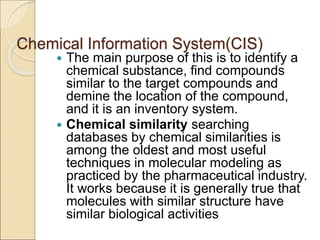 Chemical Information System(CIS)
• The main purpose of this is to identify a
chemical substance, find compounds
similar to the target compounds and
demine the location of the compound,
and it is an inventory system.
• Chemical similarity searching
databases by chemical similarities is
among the oldest and most useful
techniques in molecular modeling as
practiced by the pharmaceutical industry.
It works because it is generally true that
molecules with similar structure have
similar biological activities